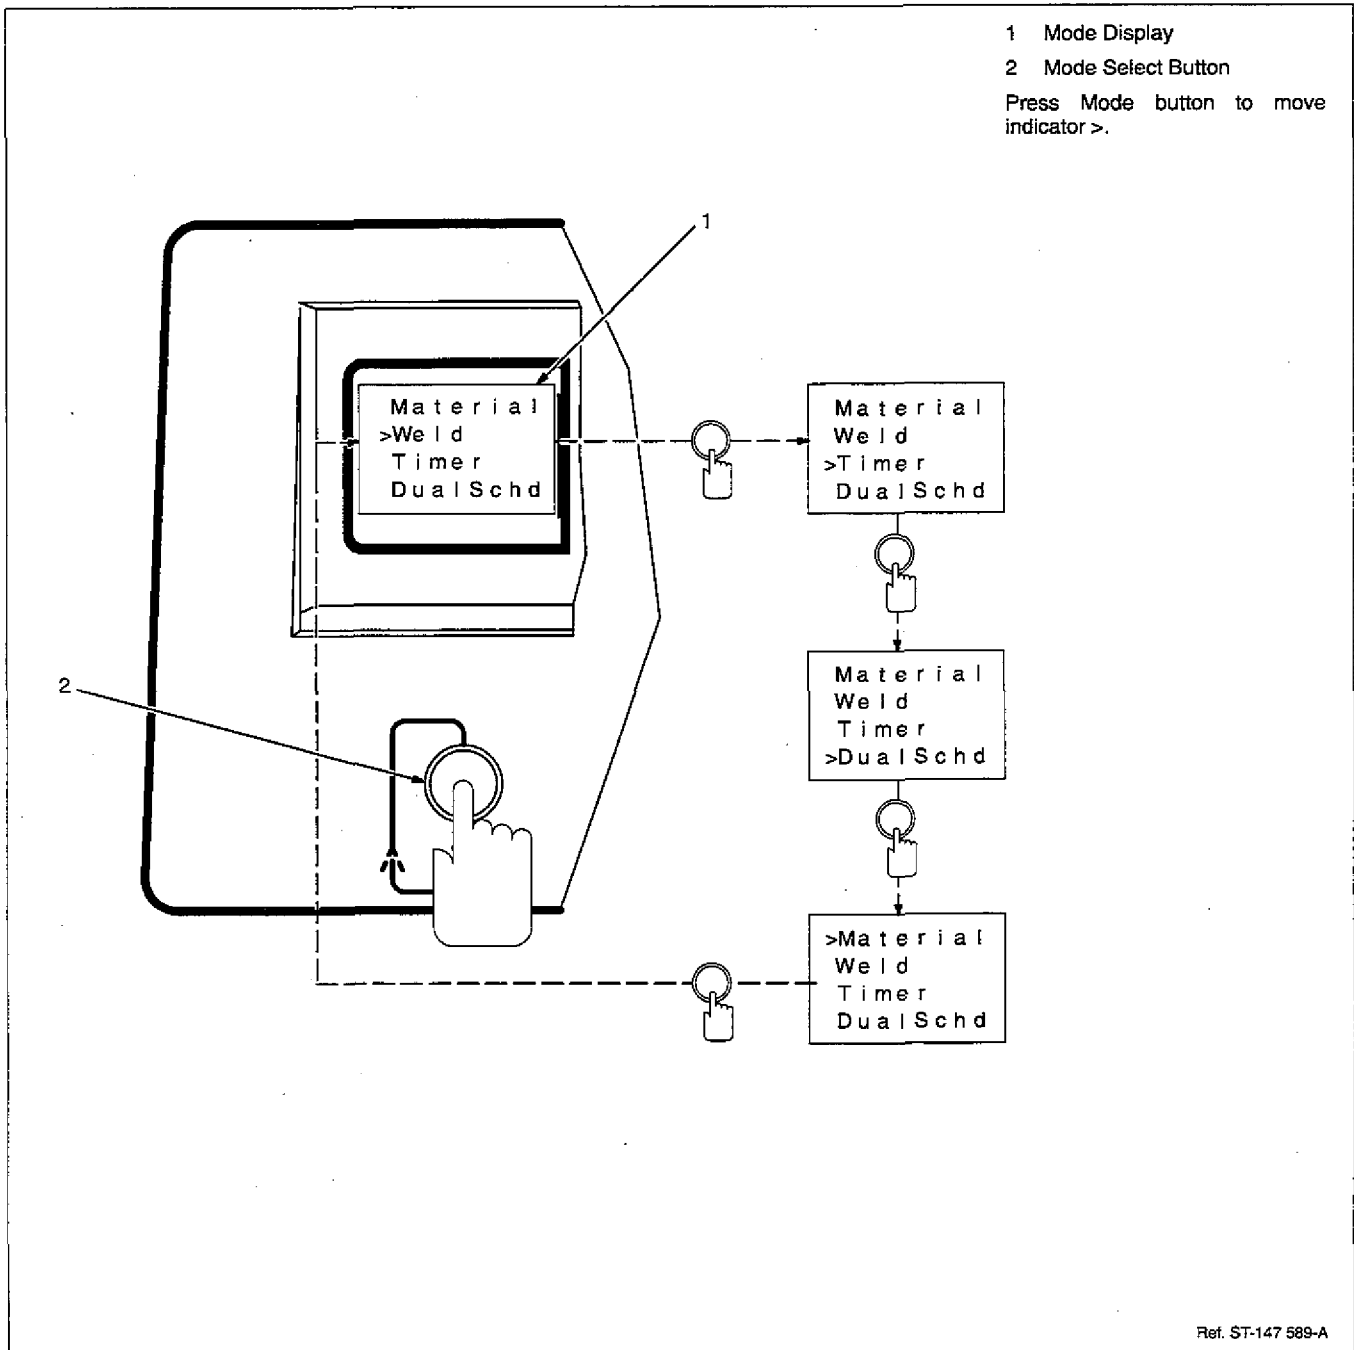 1 Mode Display
2 Mode Select Button
Press Mode button to move
indicator >.
1
Material
>Weld
Timer
DualSchd
Material
Weld
>Timer
DualSchd
2
Material
Weld
Timer
>DualSchd
>Material
Weld
Timer
DualSchd
Ref. ST-147 589-A